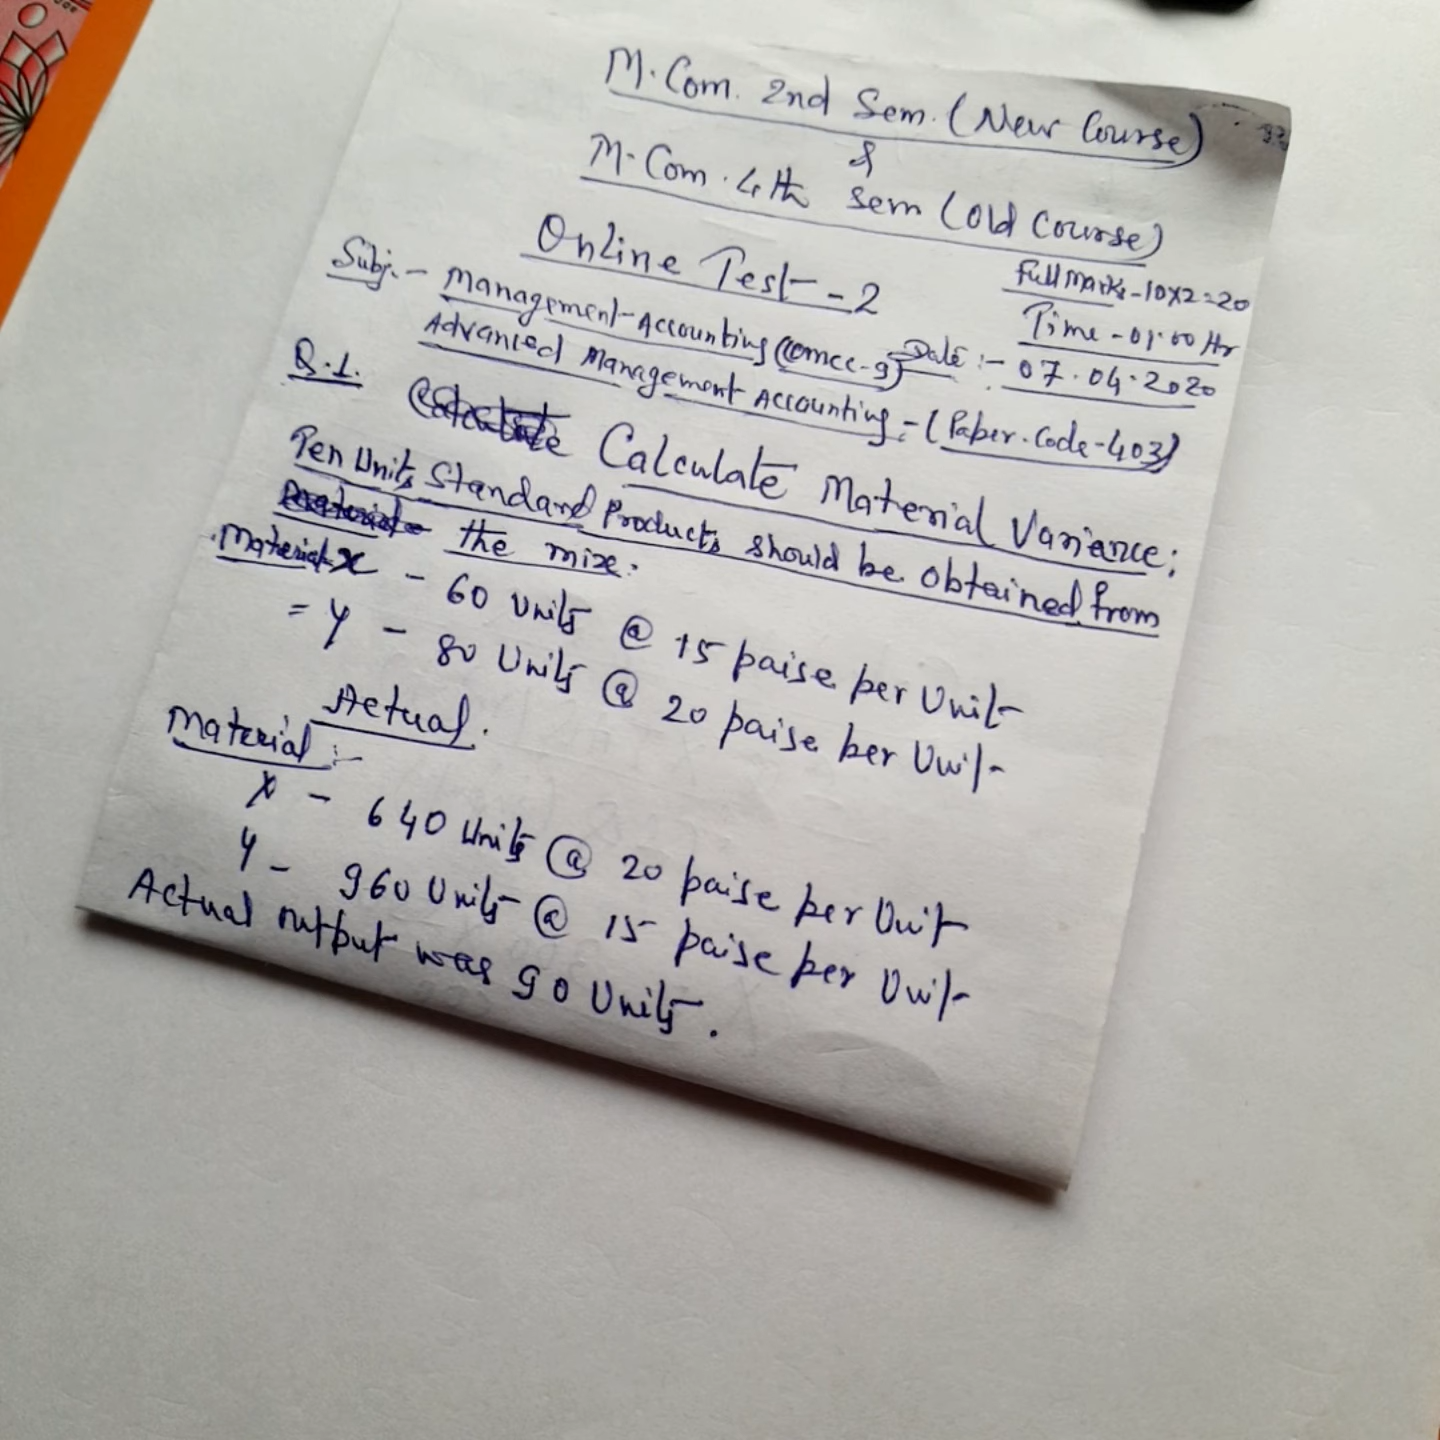 M.Com. 2nd Sem. (New Course)
&
M.Com. 4th Sem (Old Course)
Online Test - 2
Full Marks - 10x2=20
Time - 01.00 Hr
Subj. - Management Accounting (Comcc-9) Date :- 07.04.2020
Advanced Management Accounting - (Paper. Code-403)
Q.1. Calculate Material Variance:
Ten Units Standard Products should be obtained from
the mix:
Material X - 60 Units @ 15 paise per Unit
= Y - 80 Units @ 20 paise per Unit
Actual.
Material :-
X - 640 Units @ 20 paise per Unit
Y - 960 Units @ 15 paise per Unit
Actual output was 90 Units.